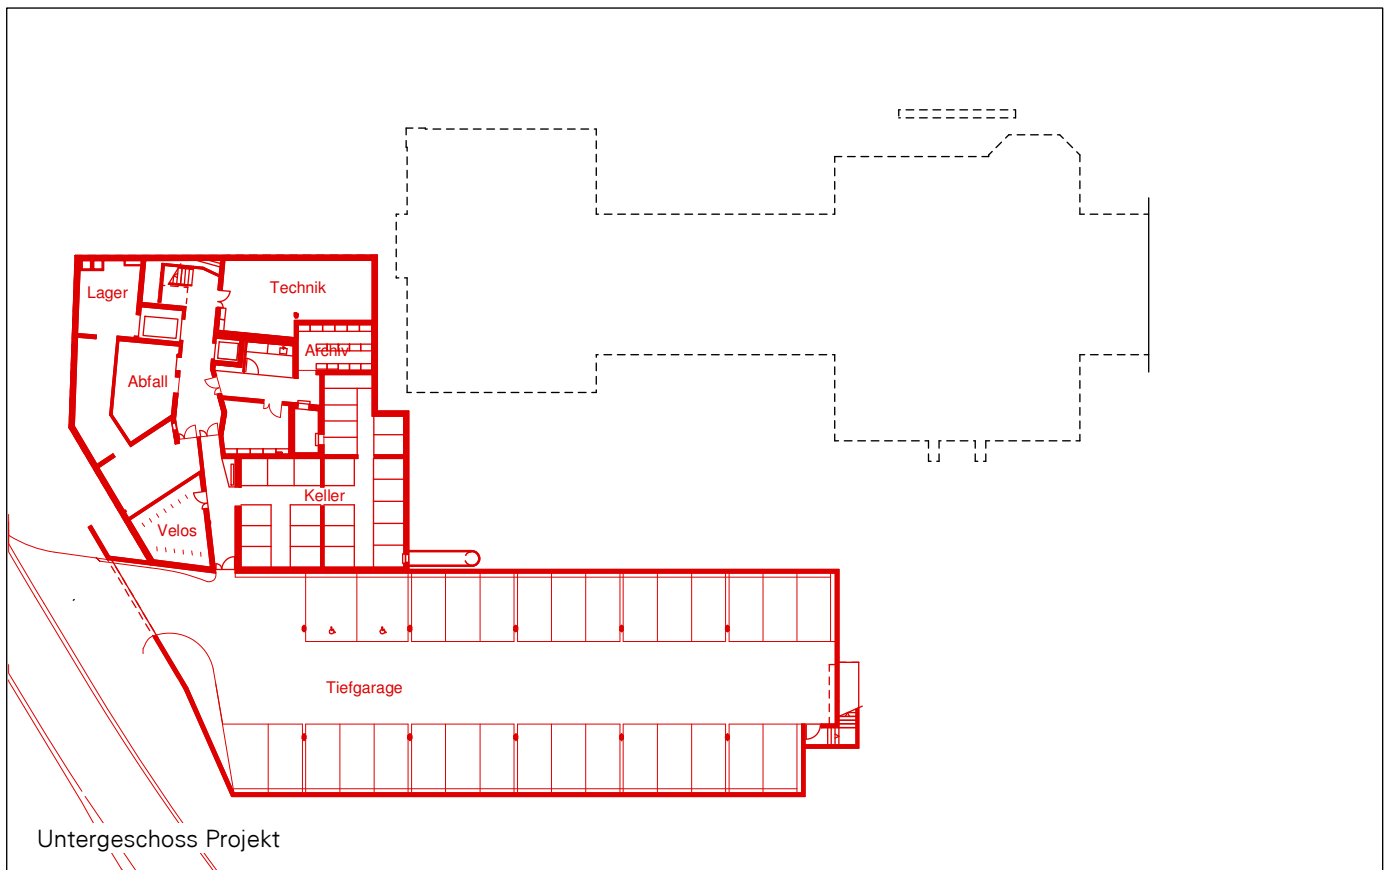 Lager
Technik
Archiv
Abfall
Keller
Velos
Tiefgarage
Untergeschoss Projekt